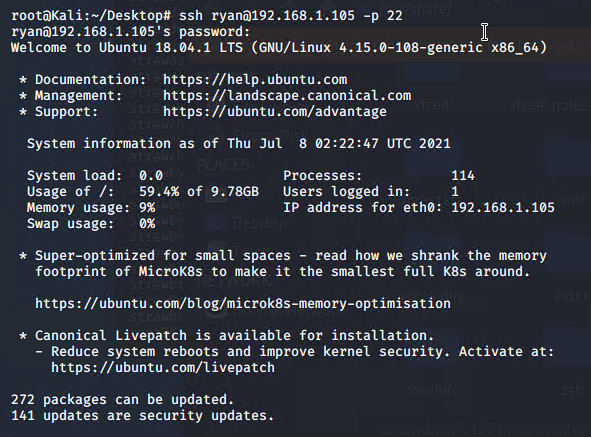 root@Kali:~/Desktop# ssh ryan@192.168.1.105 -p 22
ryan@192.168.1.105's password:
Welcome to Ubuntu 18.04.1 LTS (GNU/Linux 4.15.0-108-generic x86_64)
* Documentation: https://help.ubuntu.com
* Management: https://landscape.canonical.com
* Support: https://ubuntu.com/advantage
System information as of Thu Jul 8 02:22:47 UTC 2021
System load: 0.0 Processes: 114
Usage of /: 59.4% of 9.78GB Users logged in: 1
Memory usage: 9% IP address for eth0: 192.168.1.105
Swap usage: 0%
* Super-optimized for small spaces - read how we shrank the memory
footprint of MicroK8s to make it the smallest full K8s around.
https://ubuntu.com/blog/microk8s-memory-optimisation
* Canonical Livepatch is available for installation.
- Reduce system reboots and improve kernel security. Activate at:
https://ubuntu.com/livepatch
272 packages can be updated.
141 updates are security updates.